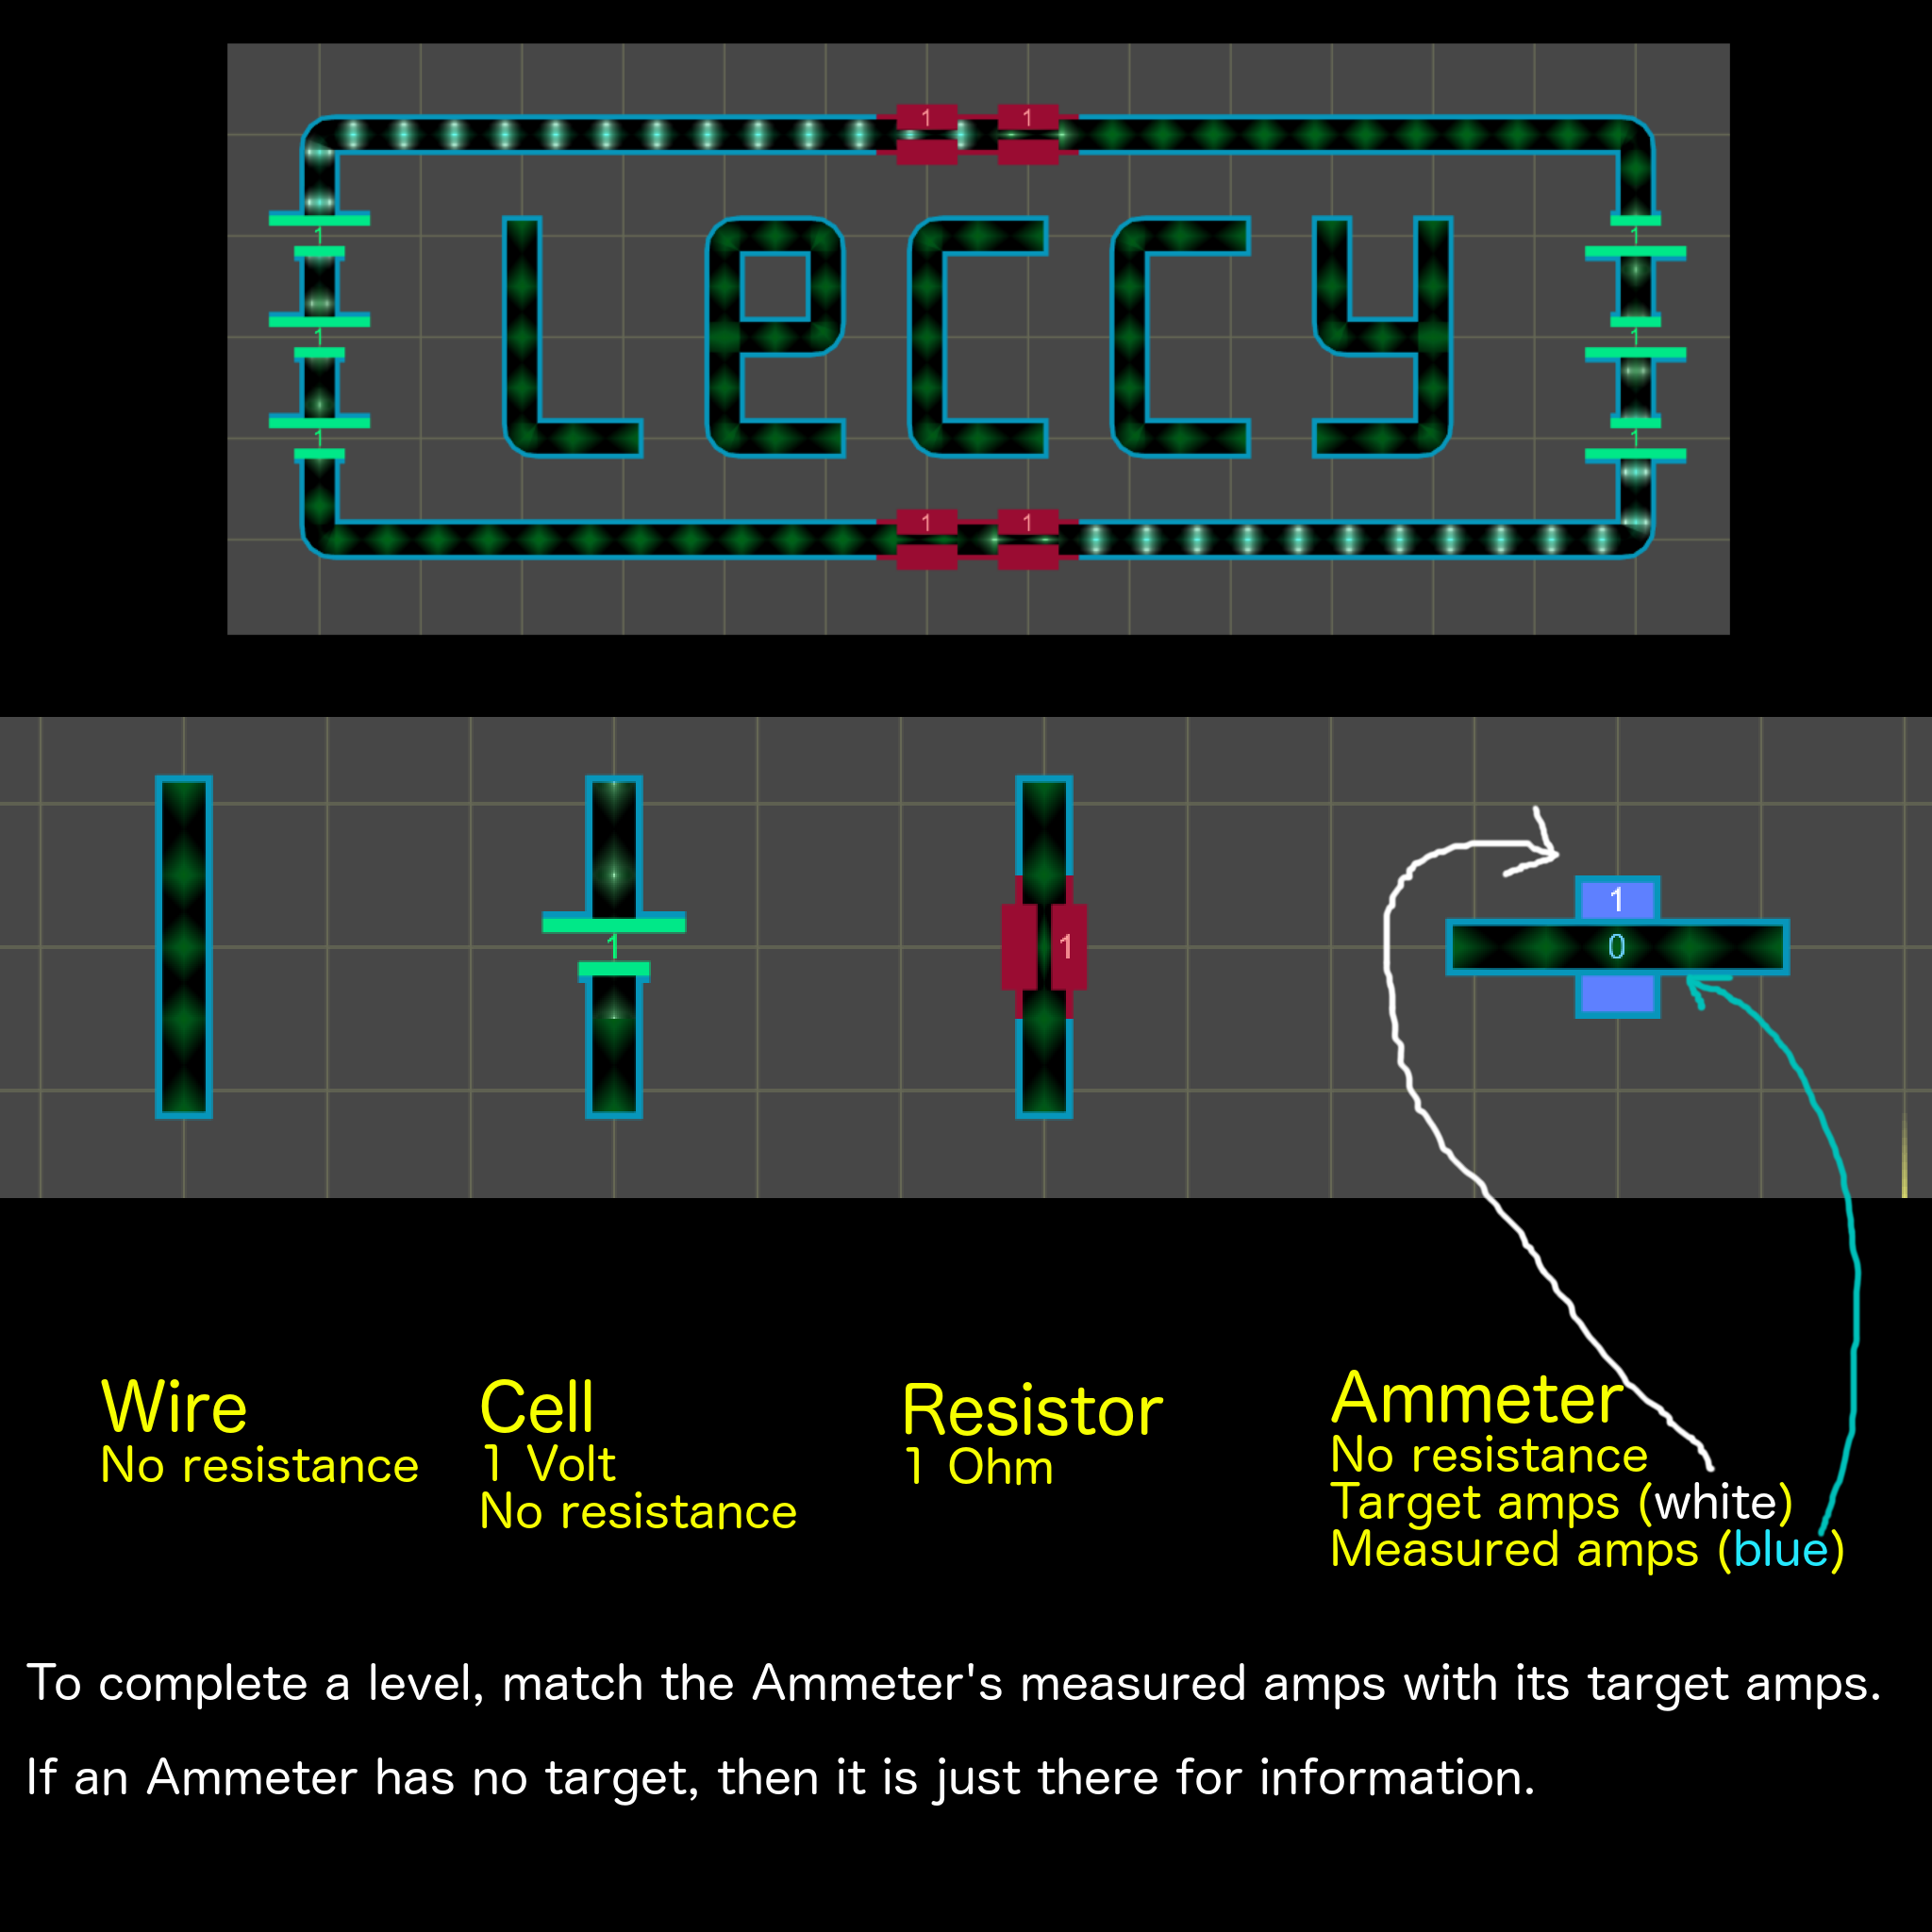 1 1
1 1
1 1
1 1
Leccy
1 1
1
1
1
0
Wire
No resistance
Cell
1 Volt
No resistance
Resistor
1 Ohm
Ammeter
No resistance
Target amps (white)
Measured amps (blue)
To complete a level, match the Ammeter's measured amps with its target amps.
If an Ammeter has no target, then it is just there for information.